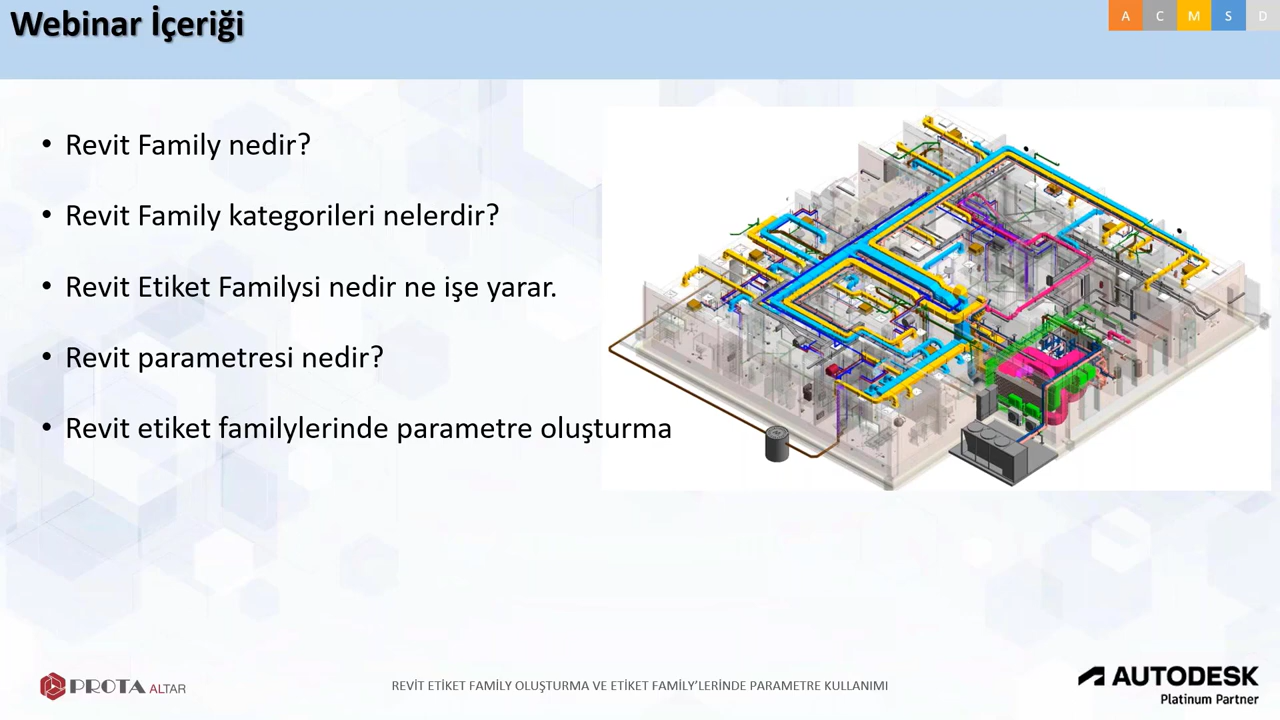 Webinar İçeriği
A C M S D
• Revit Family nedir?
• Revit Family kategorileri nelerdir?
• Revit Etiket Familysi nedir ne işe yarar.
• Revit parametresi nedir?
• Revit etiket familylerinde parametre oluşturma
PROTA ALTAR
REVİT ETİKET FAMİLY OLUŞTURMA VE ETİKET FAMİLY'LERİNDE PARAMETRE KULLANIMI
AUTODESK
Platinum Partner